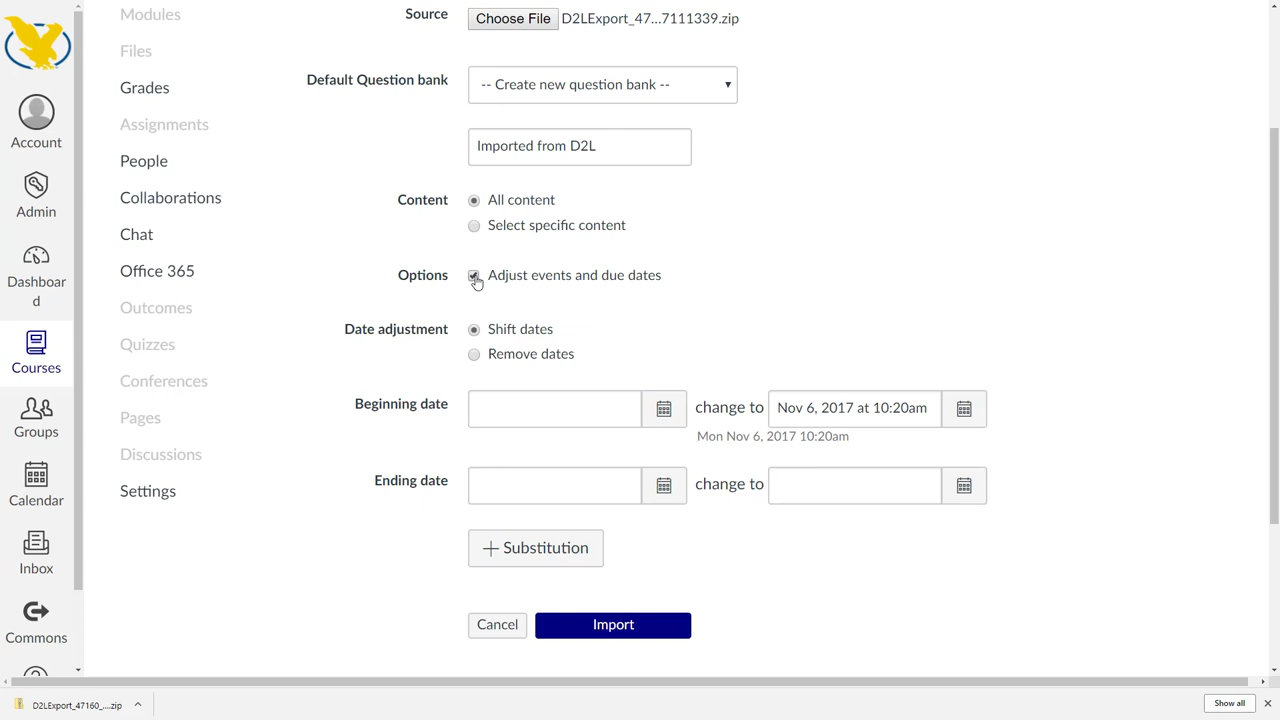 Modules
Files
Grades
Assignments
People
Collaborations
Chat
Office 365
Outcomes
Quizzes
Conferences
Pages
Discussions
Settings
Account
Admin
Dashboar
d
Courses
Groups
Calendar
Inbox
Commons
Source Choose File D2LExport_47...7111339.zip
Default Question bank -- Create new question bank --
Imported from D2L
Content All content
Select specific content
Options Adjust events and due dates
Date adjustment Shift dates
Remove dates
Beginning date change to Nov 6, 2017 at 10:20am
Mon Nov 6, 2017 10:20am
Ending date change to
+ Substitution
Cancel Import
D2LExport_47160_....zip Show all